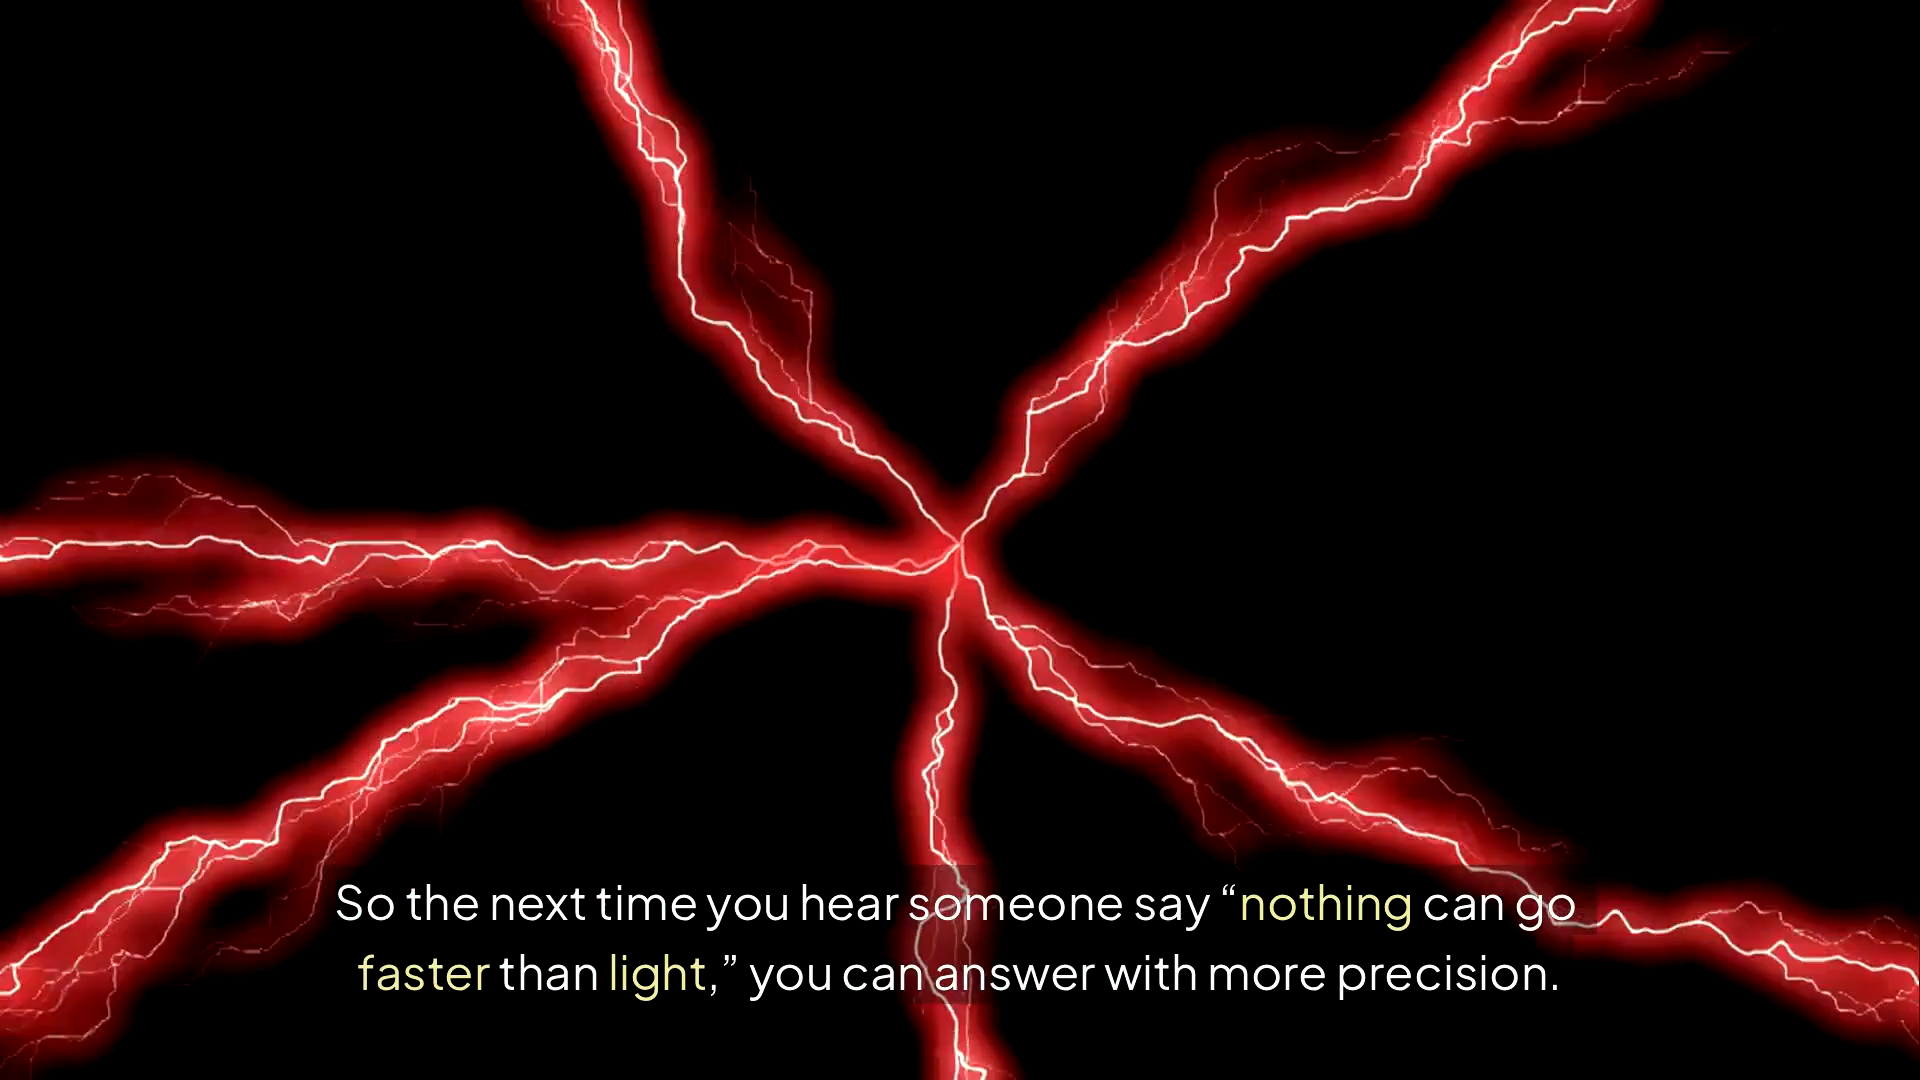 So the next time you hear someone say “nothing can go
faster than light,” you can answer with more precision.